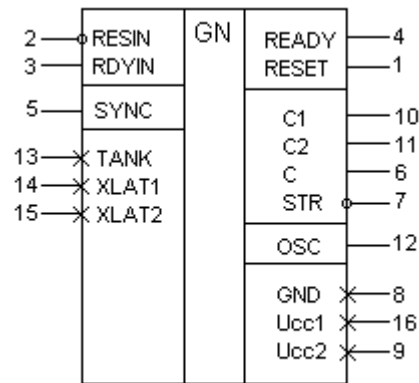 2 RESIN GN READY 4
3 RDYIN RESET 1
5 SYNC C1 10
C2 11
13 TANK C 6
14 XLAT1 STR 7
15 XLAT2
OSC 12
GND 8
Ucc1 16
Ucc2 9